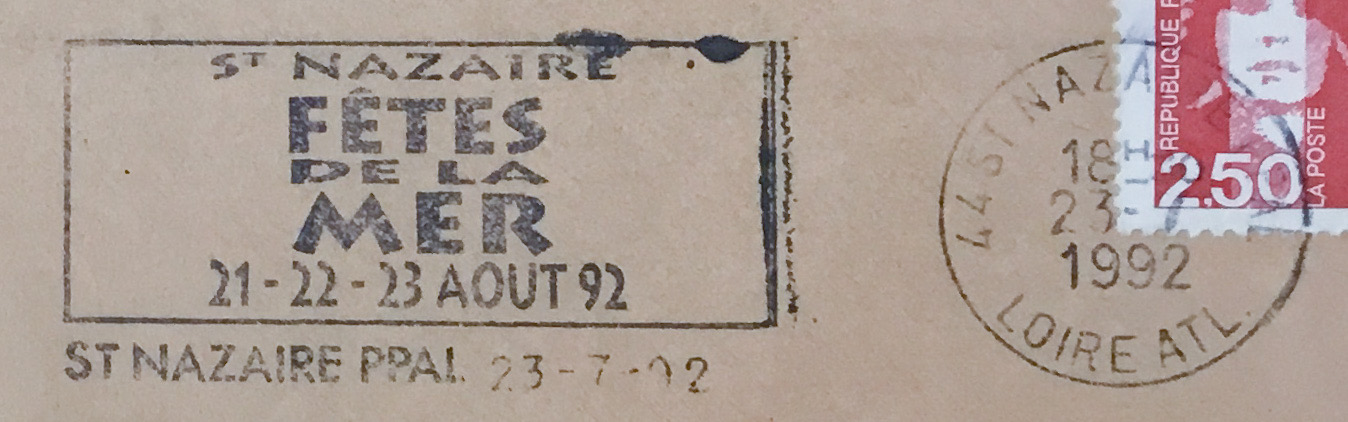 ST NAZAIRE
FÊTES
DE LA
MER
21-22-23 AOUT 92
ST NAZAIRE PPAL 23-7-92
44 ST NAZA
18H
23-7
1992
LOIRE ATL.
REPUBLIQUE F
2,50
LA POSTE